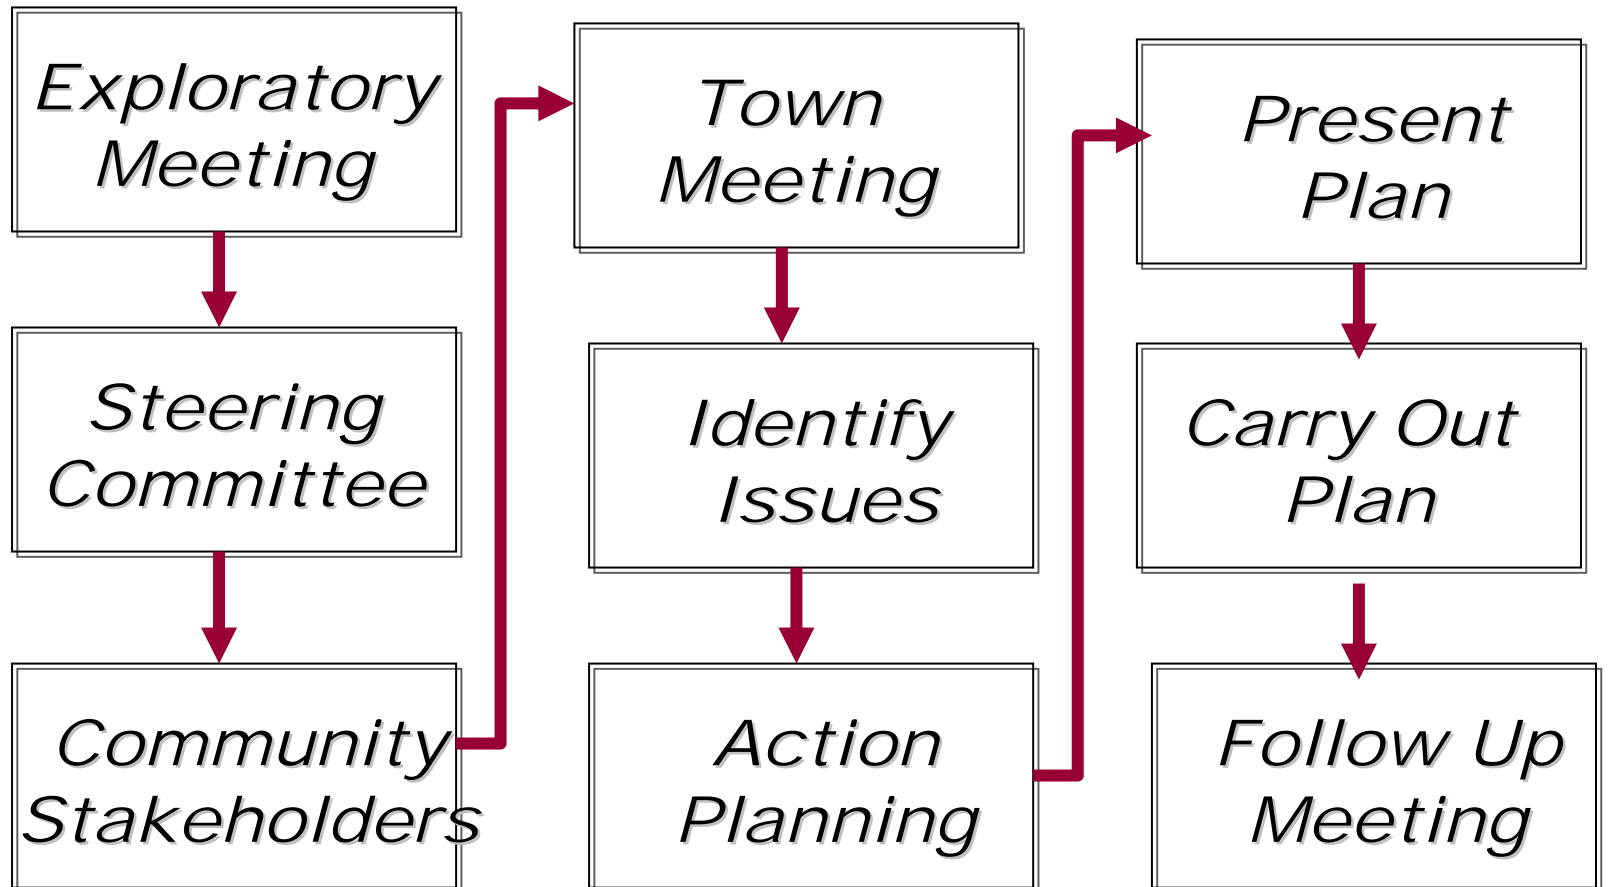 Exploratory
Meeting
Steering
Committee
Community
Stakeholders
Town
Meeting
Identify
Issues
Action
Planning
Present
Plan
Carry Out
Plan
Follow Up
Meeting